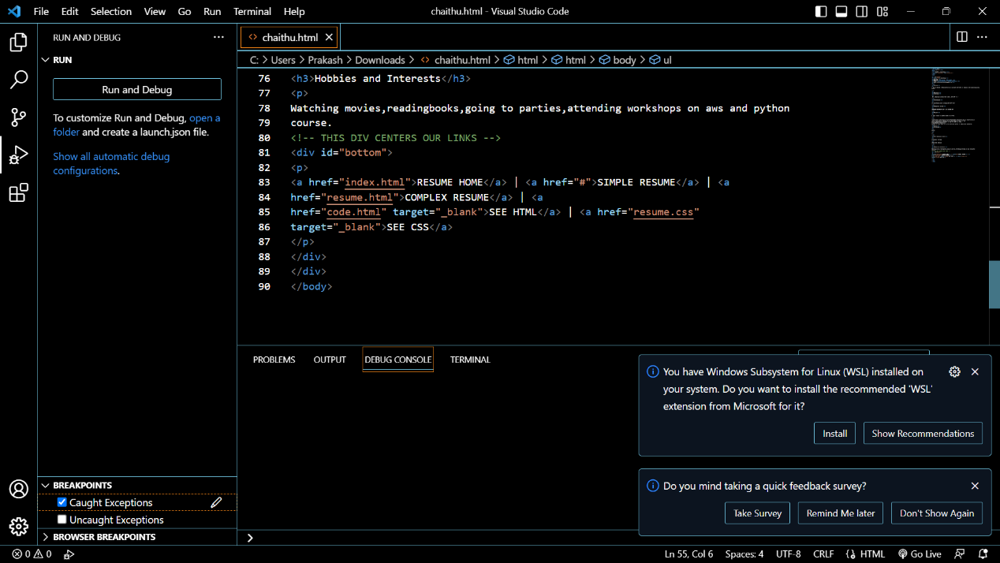 File Edit Selection View Go Run Terminal Help
chaithu.html - Visual Studio Code
RUN AND DEBUG
RUN
Run and Debug
To customize Run and Debug, open a
folder and create a launch.json file.
Show all automatic debug
configurations.
BREAKPOINTS
Caught Exceptions
Uncaught Exceptions
BROWSER BREAKPOINTS
<> chaithu.html
C: > Users > Prakash > Downloads > <> chaithu.html > html > html > body > ul
76 <h3>Hobbies and Interests</h3>
77 <p>
78 Watching movies,readingbooks,going to parties,attending workshops on aws and python
79 course.
80 <!-- THIS DIV CENTERS OUR LINKS -->
81 <div id="bottom">
82 <p>
83 <a href="index.html">RESUME HOME</a> | <a href="#">SIMPLE RESUME</a> | <a
84 href="resume.html">COMPLEX RESUME</a> | <a
85 href="code.html" target="_blank">SEE HTML</a> | <a href="resume.css"
86 target="_blank">SEE CSS</a>
87 </p>
88 </div>
89 </div>
90 </body>
PROBLEMS OUTPUT DEBUG CONSOLE TERMINAL
You have Windows Subsystem for Linux (WSL) installed on
your system. Do you want to install the recommended 'WSL'
extension from Microsoft for it?
Install Show Recommendations
Do you mind taking a quick feedback survey?
Take Survey Remind Me later Don't Show Again
0 0
Ln 55, Col 6 Spaces: 4 UTF-8 CRLF {} HTML Go Live